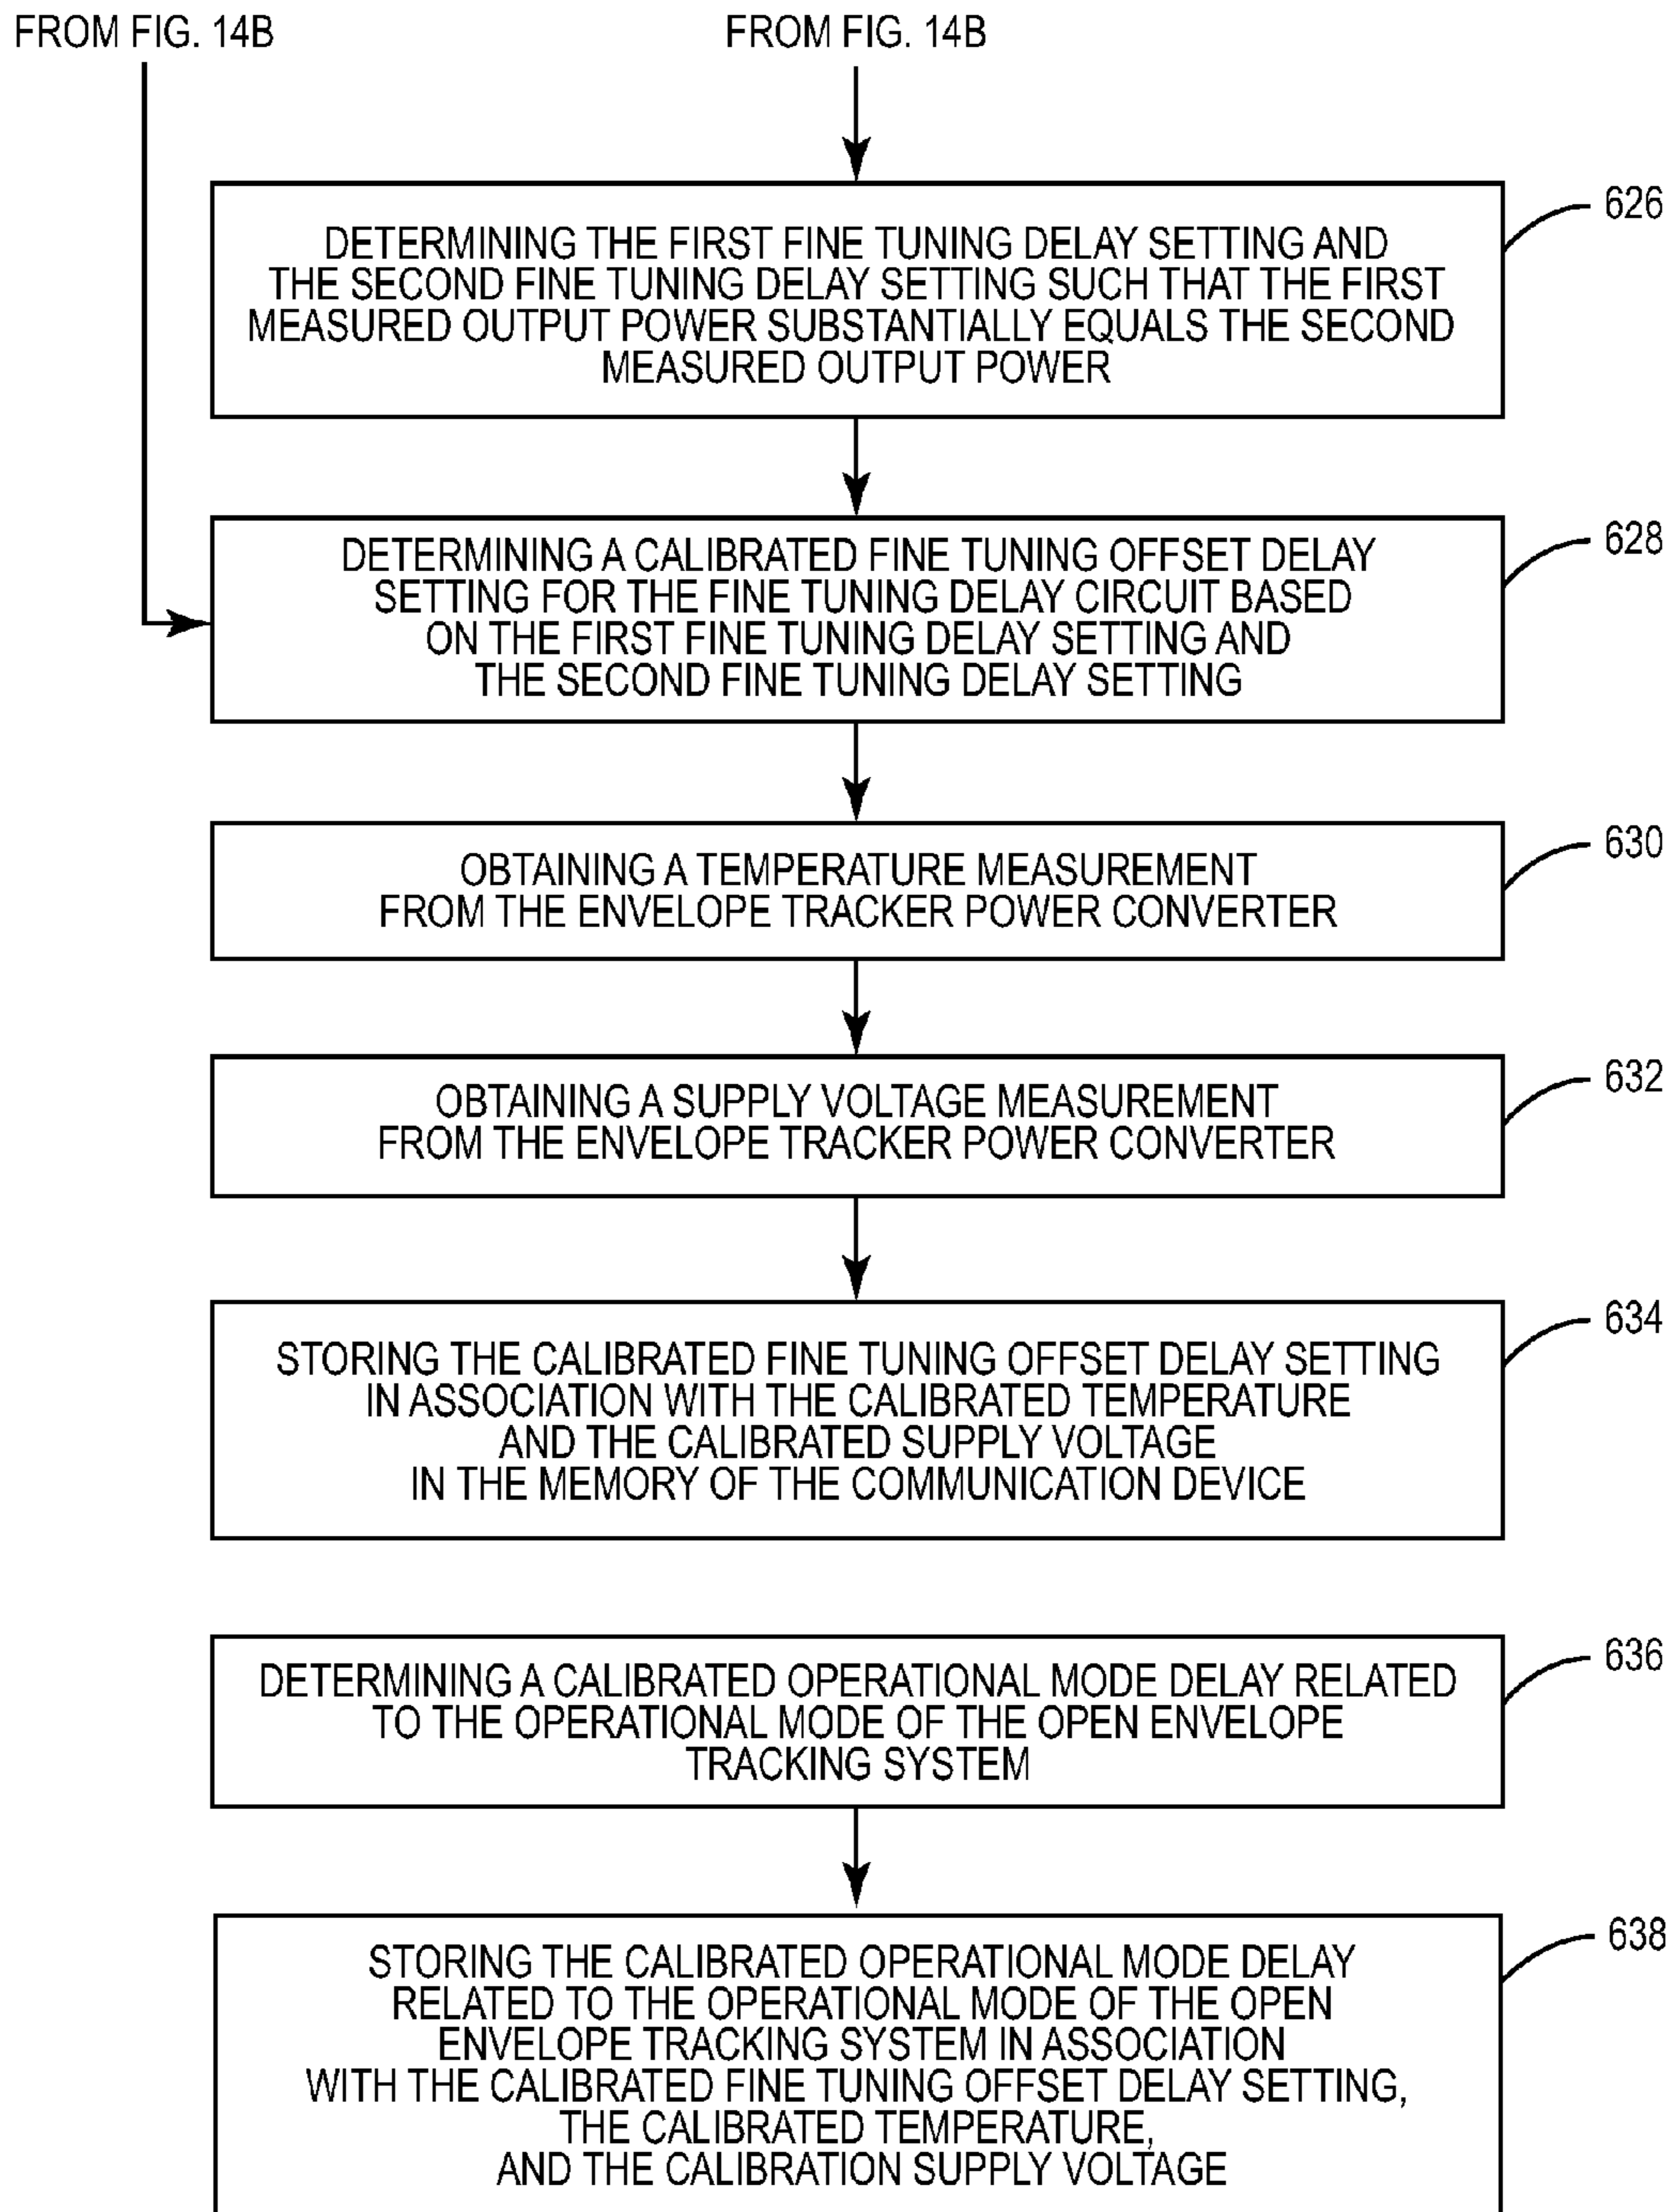 FROM FIG. 14B
FROM FIG. 14B
626
DETERMINING THE FIRST FINE TUNING DELAY SETTING AND
THE SECOND FINE TUNING DELAY SETTING SUCH THAT THE FIRST
MEASURED OUTPUT POWER SUBSTANTIALLY EQUALS THE SECOND
MEASURED OUTPUT POWER
628
DETERMINING A CALIBRATED FINE TUNING OFFSET DELAY
SETTING FOR THE FINE TUNING DELAY CIRCUIT BASED
ON THE FIRST FINE TUNING DELAY SETTING AND
THE SECOND FINE TUNING DELAY SETTING
630
OBTAINING A TEMPERATURE MEASUREMENT
FROM THE ENVELOPE TRACKER POWER CONVERTER
632
OBTAINING A SUPPLY VOLTAGE MEASUREMENT
FROM THE ENVELOPE TRACKER POWER CONVERTER
634
STORING THE CALIBRATED FINE TUNING OFFSET DELAY SETTING
IN ASSOCIATION WITH THE CALIBRATED TEMPERATURE
AND THE CALIBRATED SUPPLY VOLTAGE
IN THE MEMORY OF THE COMMUNICATION DEVICE
636
DETERMINING A CALIBRATED OPERATIONAL MODE DELAY RELATED
TO THE OPERATIONAL MODE OF THE OPEN ENVELOPE
TRACKING SYSTEM
638
STORING THE CALIBRATED OPERATIONAL MODE DELAY
RELATED TO THE OPERATIONAL MODE OF THE OPEN
ENVELOPE TRACKING SYSTEM IN ASSOCIATION
WITH THE CALIBRATED FINE TUNING OFFSET DELAY SETTING,
THE CALIBRATED TEMPERATURE,
AND THE CALIBRATION SUPPLY VOLTAGE